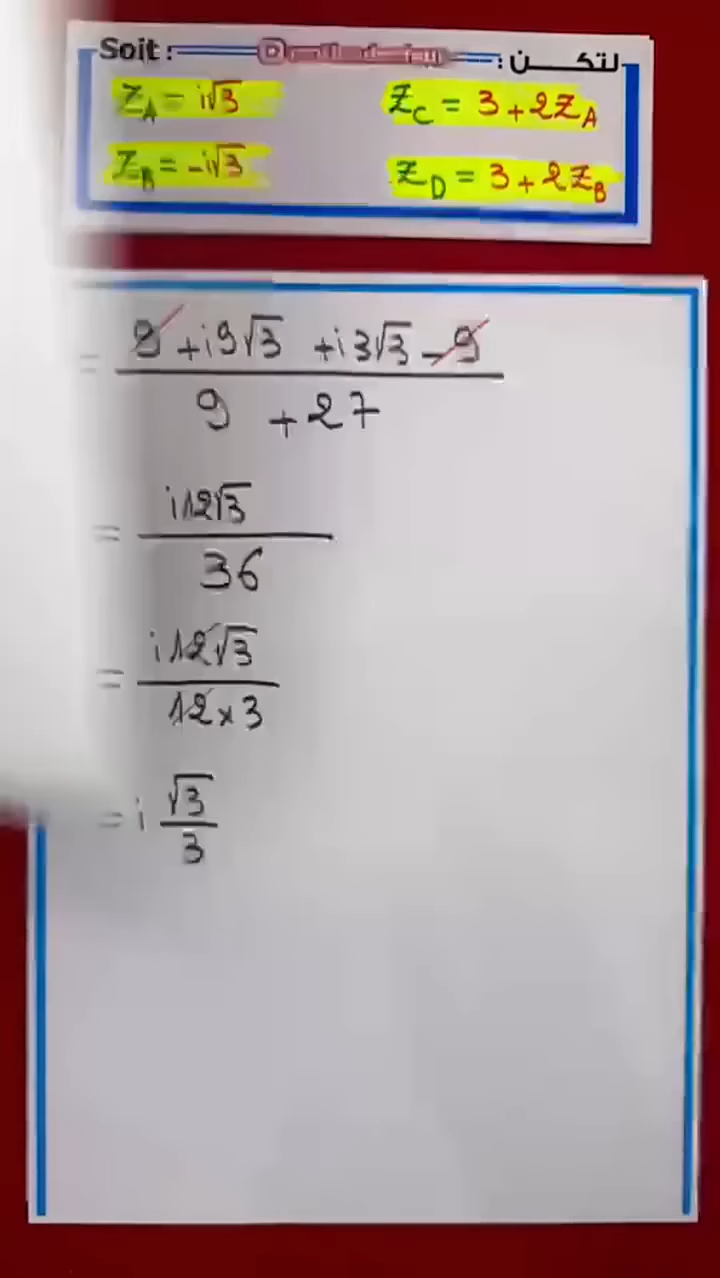 Soit : لتكن :
Z_A = i√3 Z_C = 3 + 2Z_A
Z_B = -i√3 Z_D = 3 + 2Z_B
= (9 + i9√3 + i3√3 - 9) / (9 + 27)
= i12√3 / 36
= i12√3 / (12 × 3)
= i √3 / 3